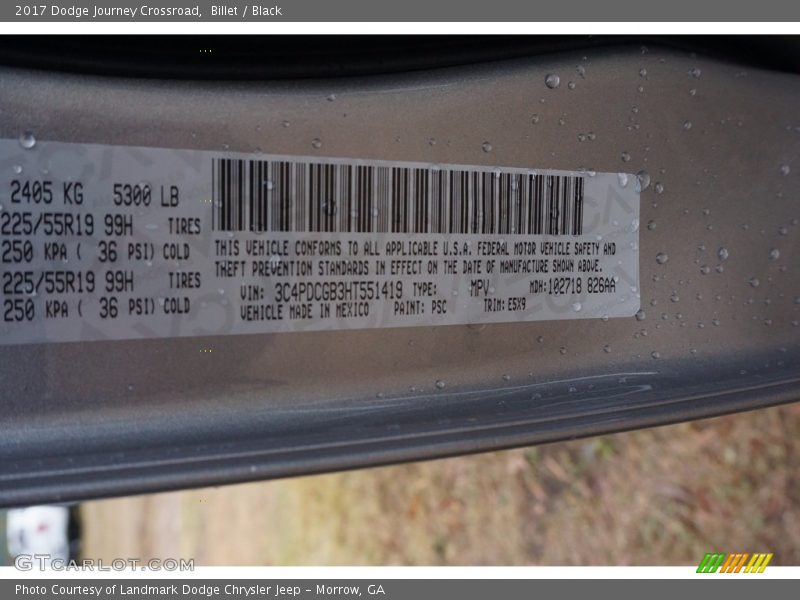 2017 Dodge Journey Crossroad, Billet / Black
2405 KG 5300 LB
225/55R19 99H TIRES
250 KPA ( 36 PSI) COLD
225/55R19 99H TIRES
250 KPA ( 36 PSI) COLD
THIS VEHICLE CONFORMS TO ALL APPLICABLE U.S.A. FEDERAL MOTOR VEHICLE SAFETY AND
THEFT PREVENTION STANDARDS IN EFFECT ON THE DATE OF MANUFACTURE SHOWN ABOVE.
VIN: 3C4PDCGB3HT551419 TYPE: MPV MDH:102718 826AA
VEHICLE MADE IN MEXICO PAINT: PSC TRIM: E5X9
GTCARLOT.COM
Photo Courtesy of Landmark Dodge Chrysler Jeep – Morrow, GA